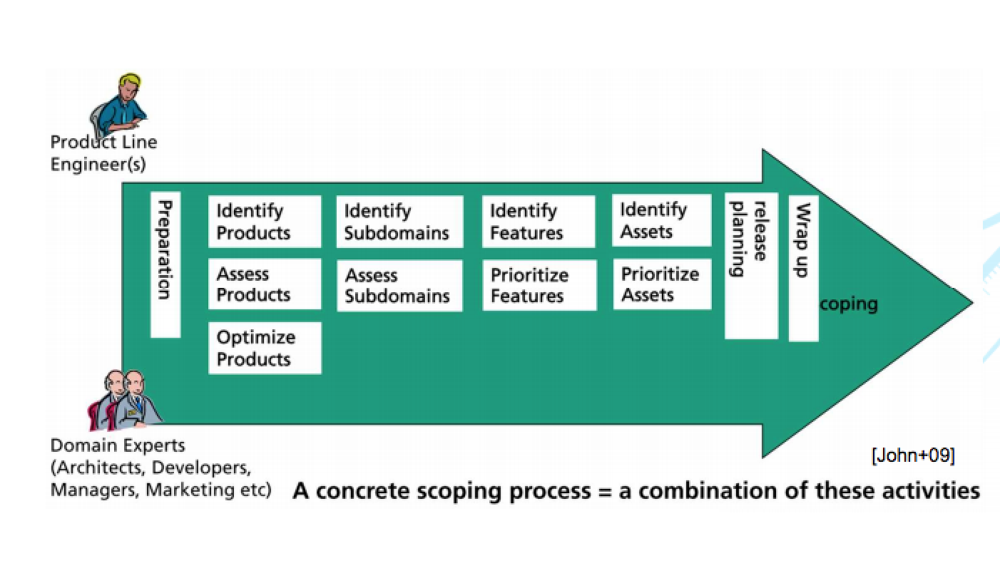 Product Line
Engineer(s)
Preparation
Identify
Products
Assess
Products
Optimize
Products
Identify
Subdomains
Assess
Subdomains
Identify
Features
Prioritize
Features
Identify
Assets
Prioritize
Assets
release
planning
Wrap up
coping
Domain Experts
(Architects, Developers,
Managers, Marketing etc)
[John+09]
A concrete scoping process = a combination of these activities